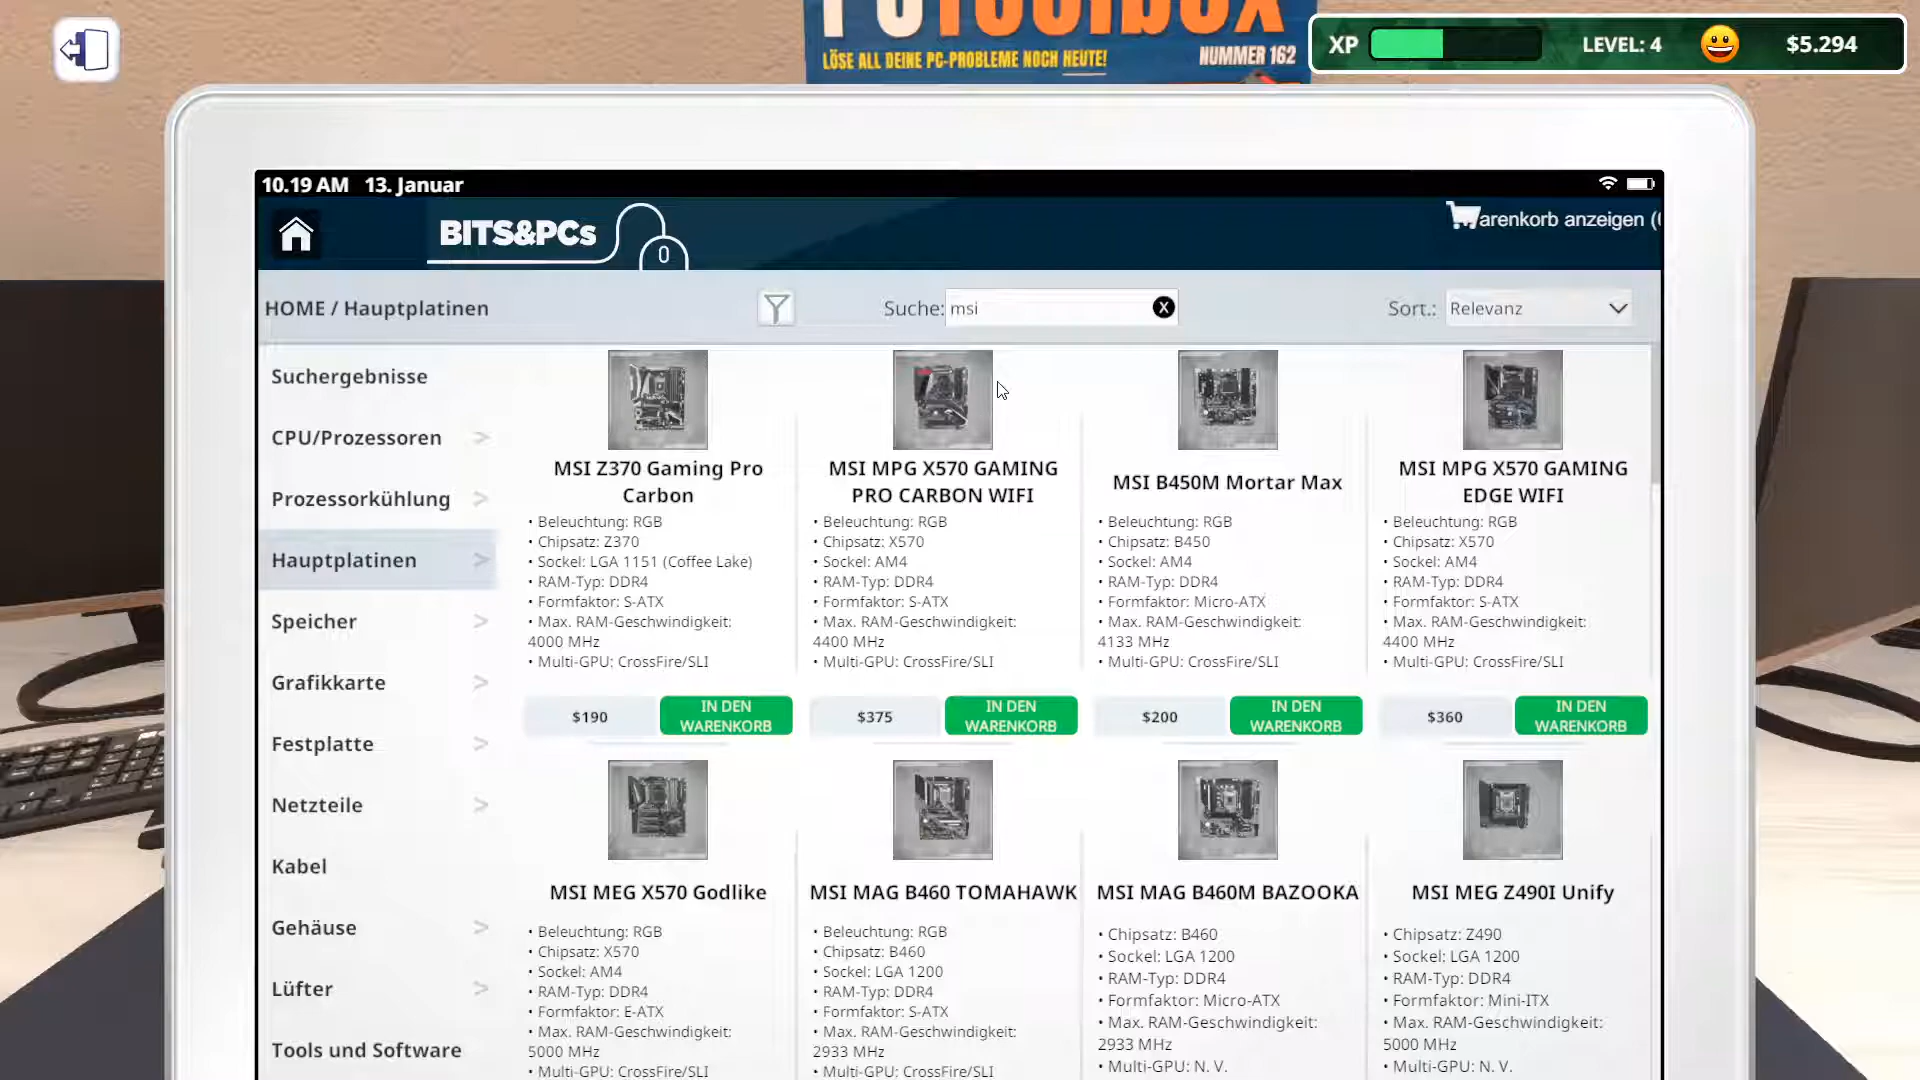 PC Toolbox
LÖSE ALL DEINE PC-PROBLEME NOCH HEUTE!
NUMMER 162
XP
LEVEL: 4
$5.294
10.19 AM 13. Januar
BITS&PCs
arenkorb anzeigen (
HOME / Hauptplatinen
Suche: msi
X
Sort.: Relevanz
Suchergebnisse
CPU/Prozessoren >
Prozessorkühlung >
Hauptplatinen >
Speicher >
Grafikkarte >
Festplatte >
Netzteile >
Kabel
Gehäuse >
Lüfter >
Tools und Software
MSI Z370 Gaming Pro
Carbon
• Beleuchtung: RGB
• Chipsatz: Z370
• Sockel: LGA 1151 (Coffee Lake)
• RAM-Typ: DDR4
• Formfaktor: S-ATX
• Max. RAM-Geschwindigkeit:
4000 MHz
• Multi-GPU: CrossFire/SLI
$190
IN DEN
WARENKORB
MSI MPG X570 GAMING
PRO CARBON WIFI
• Beleuchtung: RGB
• Chipsatz: X570
• Sockel: AM4
• RAM-Typ: DDR4
• Formfaktor: S-ATX
• Max. RAM-Geschwindigkeit:
4400 MHz
• Multi-GPU: CrossFire/SLI
$375
IN DEN
WARENKORB
MSI B450M Mortar Max
• Beleuchtung: RGB
• Chipsatz: B450
• Sockel: AM4
• RAM-Typ: DDR4
• Formfaktor: Micro-ATX
• Max. RAM-Geschwindigkeit:
4133 MHz
• Multi-GPU: CrossFire/SLI
$200
IN DEN
WARENKORB
MSI MPG X570 GAMING
EDGE WIFI
• Beleuchtung: RGB
• Chipsatz: X570
• Sockel: AM4
• RAM-Typ: DDR4
• Formfaktor: S-ATX
• Max. RAM-Geschwindigkeit:
4400 MHz
• Multi-GPU: CrossFire/SLI
$360
IN DEN
WARENKORB
MSI MEG X570 Godlike
• Beleuchtung: RGB
• Chipsatz: X570
• Sockel: AM4
• RAM-Typ: DDR4
• Formfaktor: E-ATX
• Max. RAM-Geschwindigkeit:
5000 MHz
• Multi-GPU: CrossFire/SLI
MSI MAG B460 TOMAHAWK
• Beleuchtung: RGB
• Chipsatz: B460
• Sockel: LGA 1200
• RAM-Typ: DDR4
• Formfaktor: S-ATX
• Max. RAM-Geschwindigkeit:
2933 MHz
• Multi-GPU: CrossFire/SLI
MSI MAG B460M BAZOOKA
• Chipsatz: B460
• Sockel: LGA 1200
• RAM-Typ: DDR4
• Formfaktor: Micro-ATX
• Max. RAM-Geschwindigkeit:
2933 MHz
• Multi-GPU: N. V.
MSI MEG Z490I Unify
• Chipsatz: Z490
• Sockel: LGA 1200
• RAM-Typ: DDR4
• Formfaktor: Mini-ITX
• Max. RAM-Geschwindigkeit:
5000 MHz
• Multi-GPU: N. V.